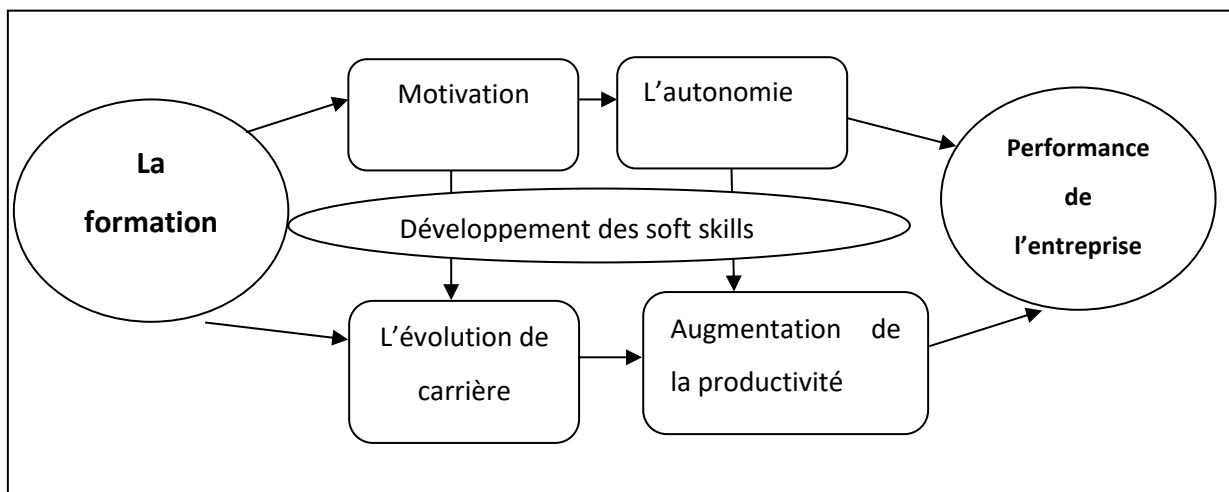 La
formation
Motivation
L’autonomie
Développement des soft skills
L’évolution de
carrière
Augmentation de
la productivité
Performance
de
l’entreprise